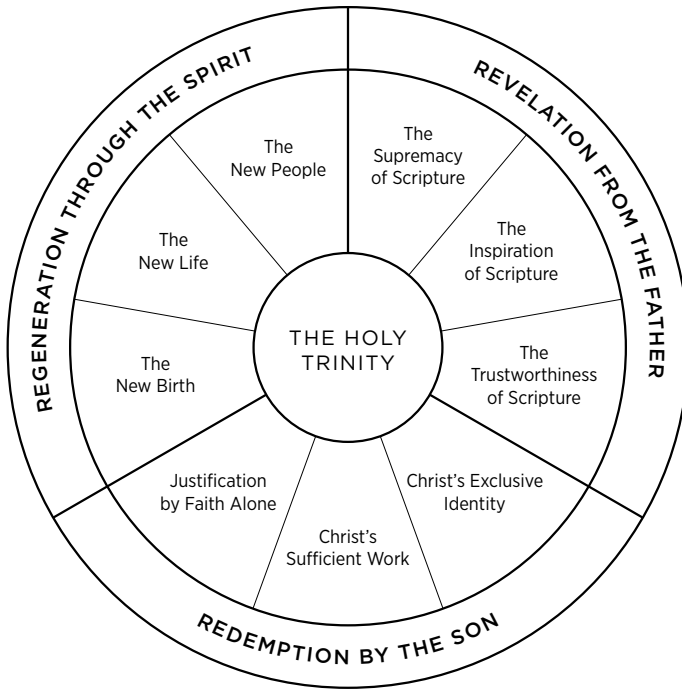 REVELATION FROM THE FATHER
The
Supremacy
of Scripture
The
Inspiration
of Scripture
The
Trustworthiness
of Scripture
REDEMPTION BY THE SON
Christ’s Exclusive
Identity
Christ’s
Sufficient Work
Justification
by Faith Alone
REGENERATION THROUGH THE SPIRIT
The
New Birth
The
New Life
The
New People
THE HOLY
TRINITY